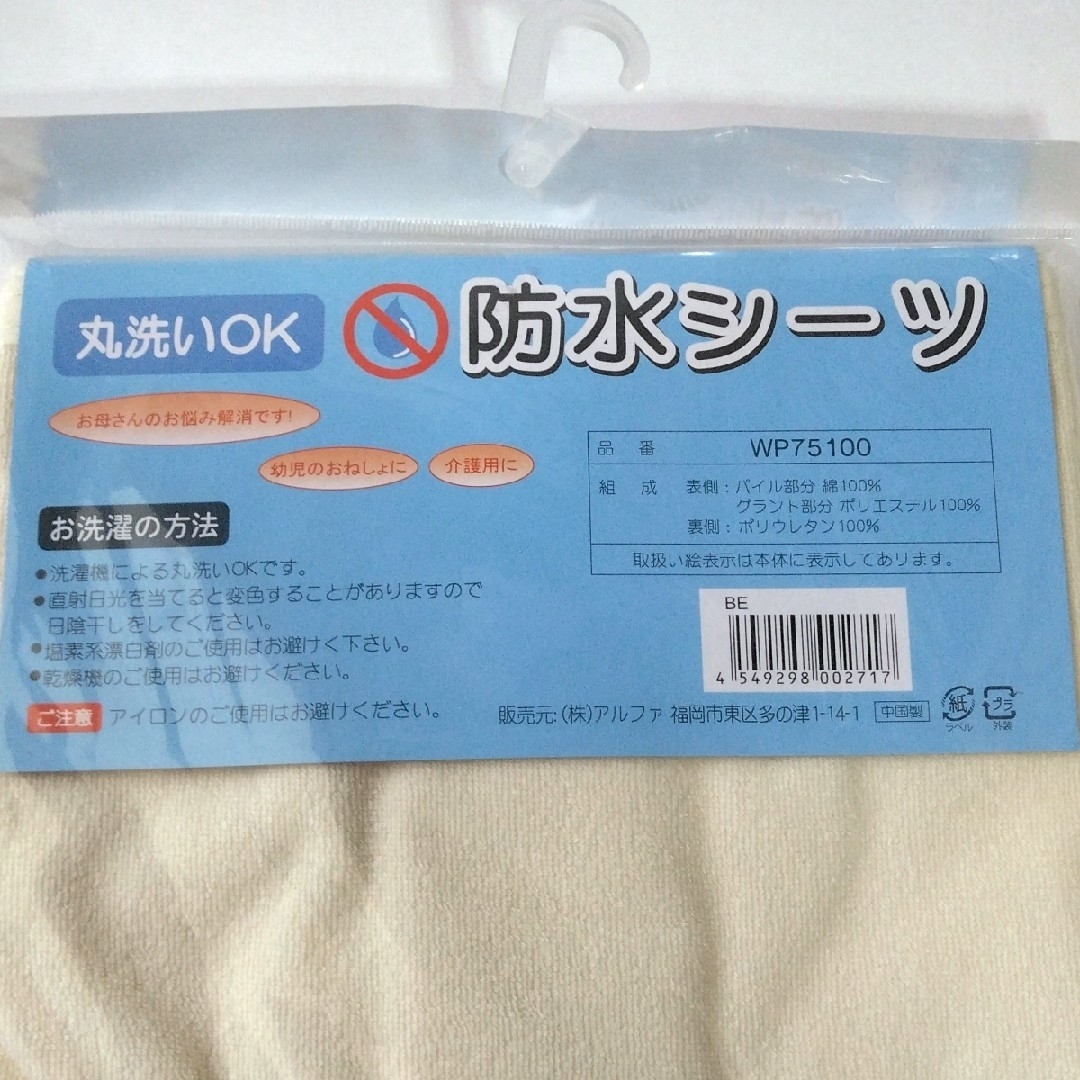 丸洗いOK
防水シーツ
お母さんのお悩み解消です!
幼児のおねしょに
介護用に
品 番 WP75100
組 成 表側:パイル部分 綿100%
グラント部分 ポリエステル100%
裏側:ポリウレタン100%
取扱い絵表示は本体に表示してあります。
お洗濯の方法
●洗濯機による丸洗いOKです。
●直射日光を当てると変色することがありますので
日陰干しをしてください。
●塩素系漂白剤のご使用はお避けく下さい。
●乾燥機のご使用はお避けください。
ご注意 アイロンのご使用はお避けください。
BE
4 549298 002717
販売元:(株)アルファ 福岡市東区多の津1-14-1 中国製
紙
ラベル
プラ
外装